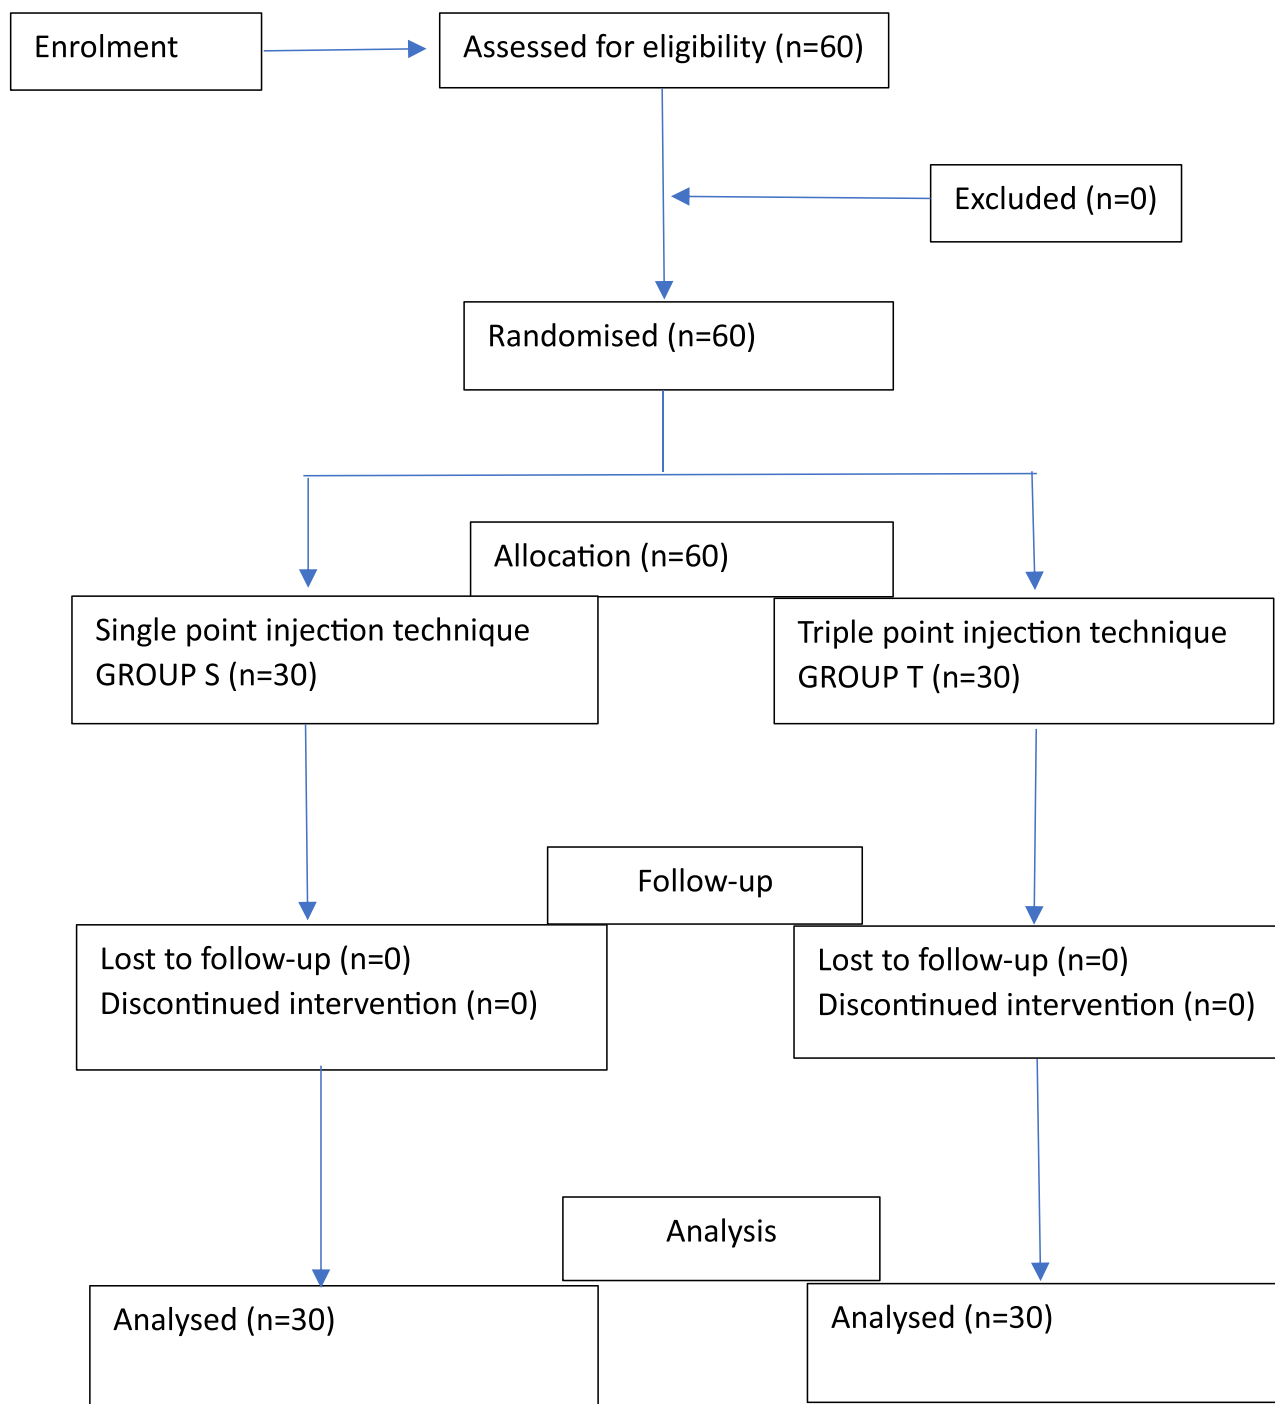 Enrolment
Assessed for eligibility (n=60)
Excluded (n=0)
Randomised (n=60)
Allocation (n=60)
Single point injection technique
GROUP S (n=30)
Triple point injection technique
GROUP T (n=30)
Follow-up
Lost to follow-up (n=0)
Discontinued intervention (n=0)
Lost to follow-up (n=0)
Discontinued intervention (n=0)
Analysis
Analysed (n=30)
Analysed (n=30)